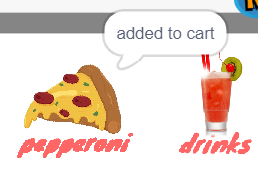 added to cart
pepperoni
drinks